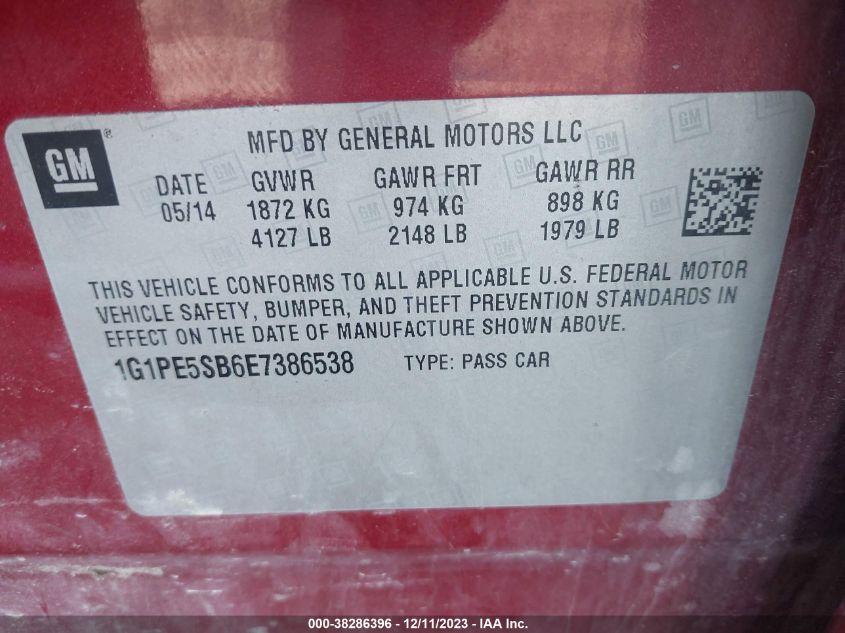 GM ®
MFD BY GENERAL MOTORS LLC
DATE GVWR GAWR FRT GAWR RR
05/14 1872 KG 974 KG 898 KG
4127 LB 2148 LB 1979 LB
THIS VEHICLE CONFORMS TO ALL APPLICABLE U.S. FEDERAL MOTOR
VEHICLE SAFETY, BUMPER, AND THEFT PREVENTION STANDARDS IN
EFFECT ON THE DATE OF MANUFACTURE SHOWN ABOVE.
1G1PE5SB6E7386538 TYPE: PASS CAR
000-38286396 - 12/11/2023 - IAA Inc.